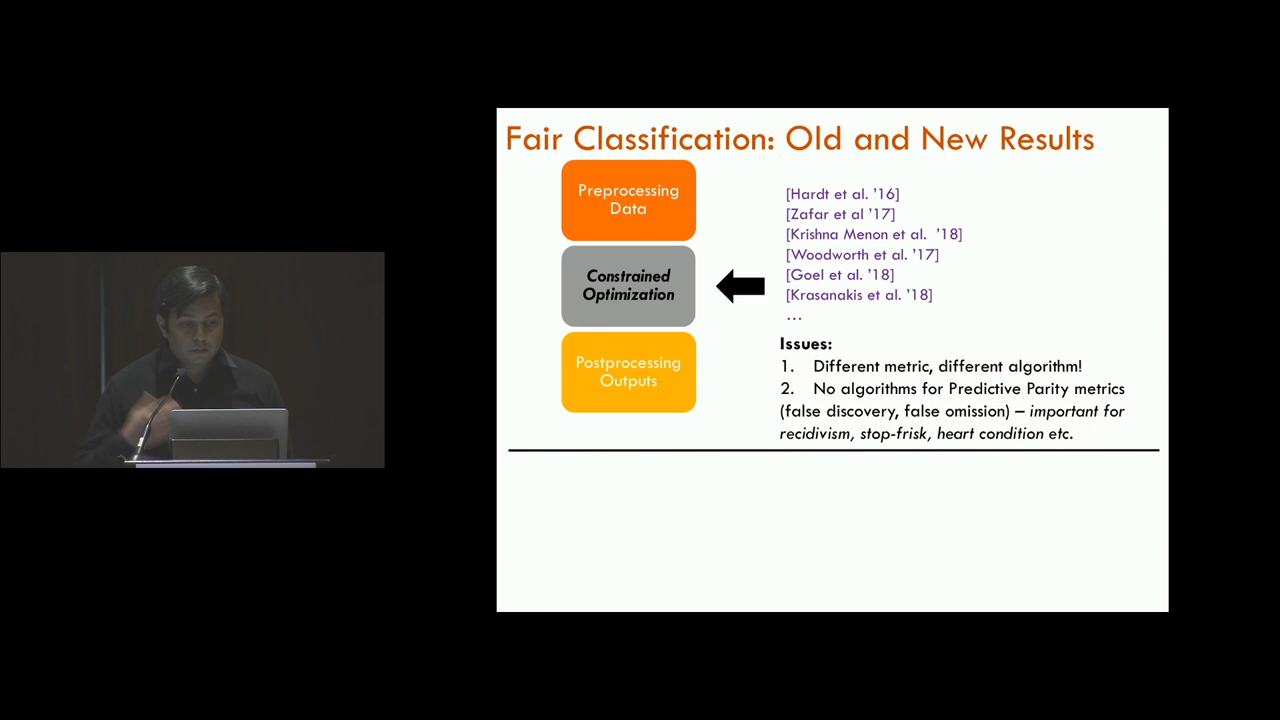 Fair Classification: Old and New Results
Preprocessing
Data
Constrained
Optimization
Postprocessing
Outputs
[Hardt et al. ’16]
[Zafar et al ’17]
[Krishna Menon et al.  ’18]
[Woodworth et al. ’17]
[Goel et al. ’18]
[Krasanakis et al. ’18]
…
Issues:
1. Different metric, different algorithm!
2. No algorithms for Predictive Parity metrics
(false discovery, false omission) – important for
recidivism, stop-frisk, heart condition etc.